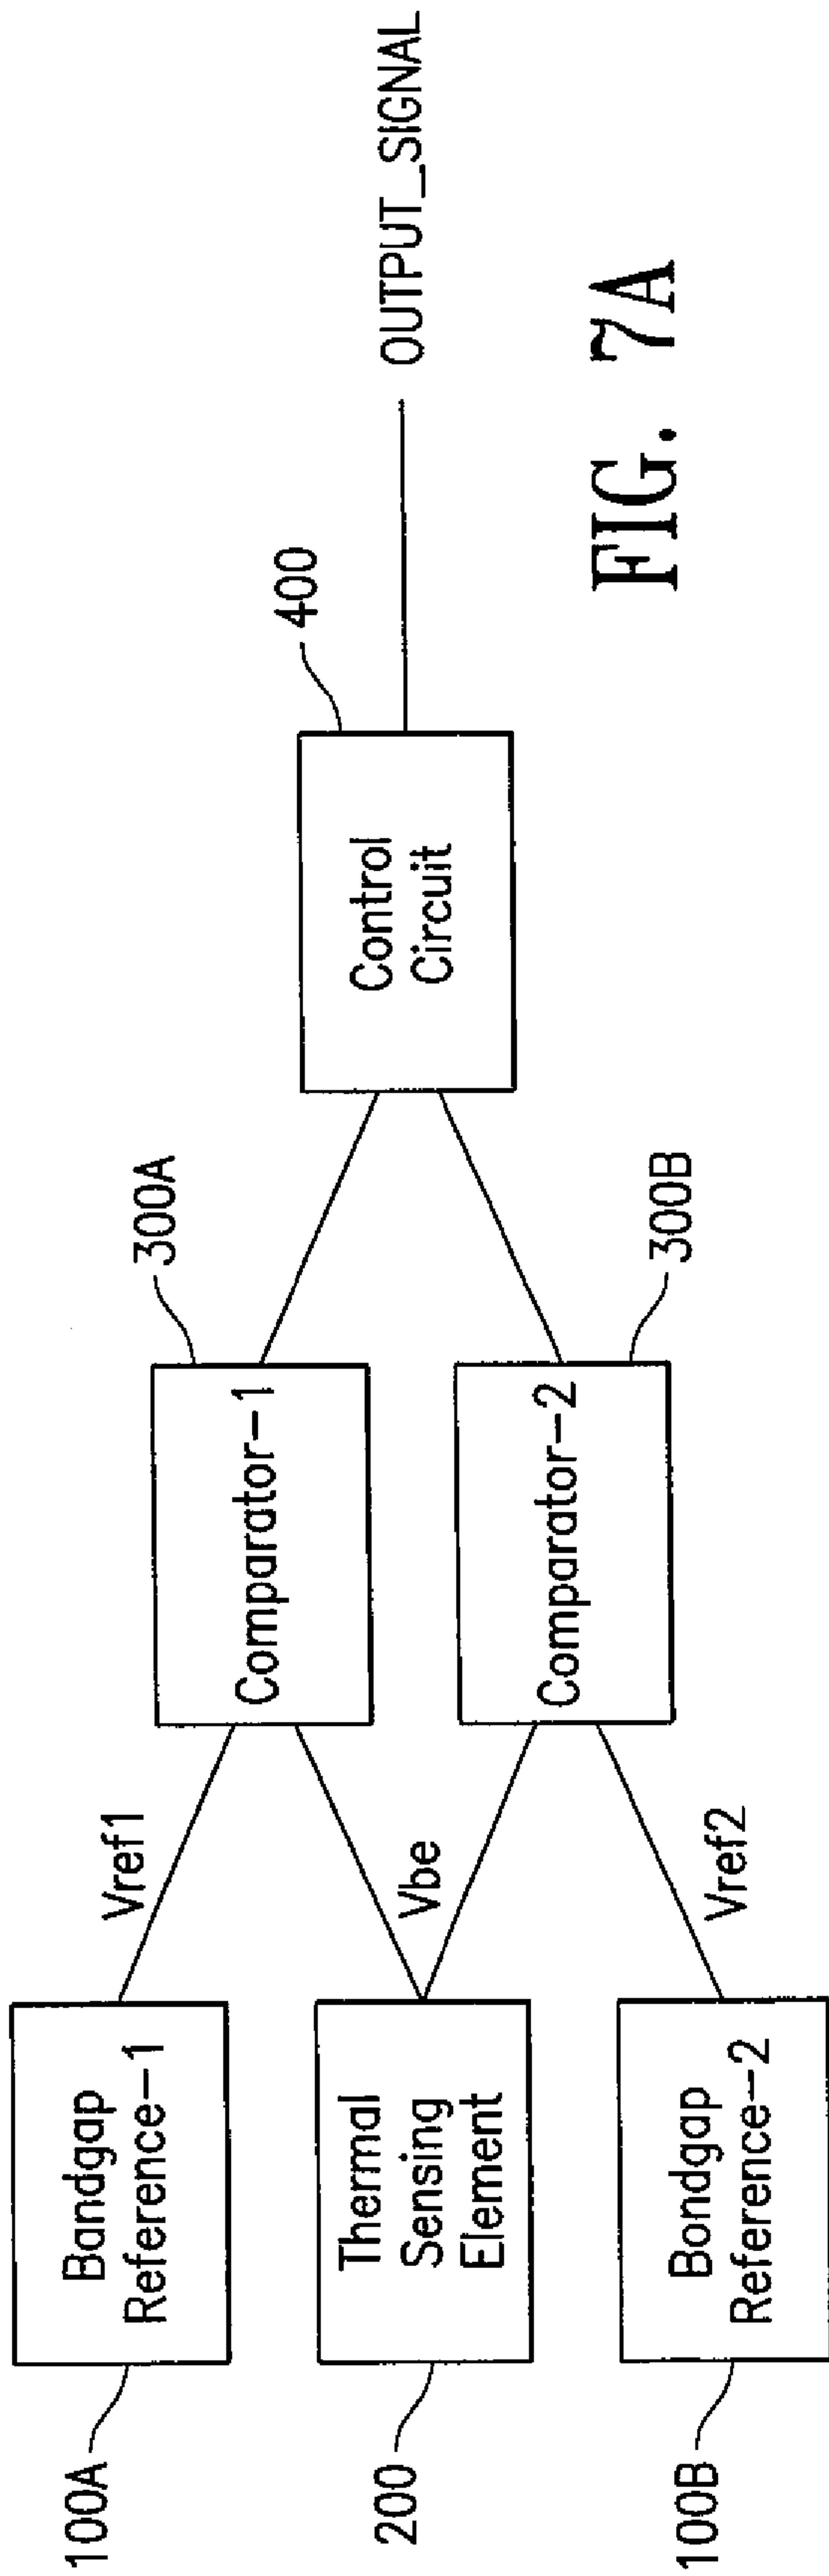 100A
Bandgap
Reference-1
Vref1
300A
Comparator-1
200
Thermal
Sensing
Element
Vbe
400
Control
Circuit
OUTPUT_SIGNAL
100B
Bondgap
Reference-2
Vref2
Comparator-2
300B
FIG. 7A